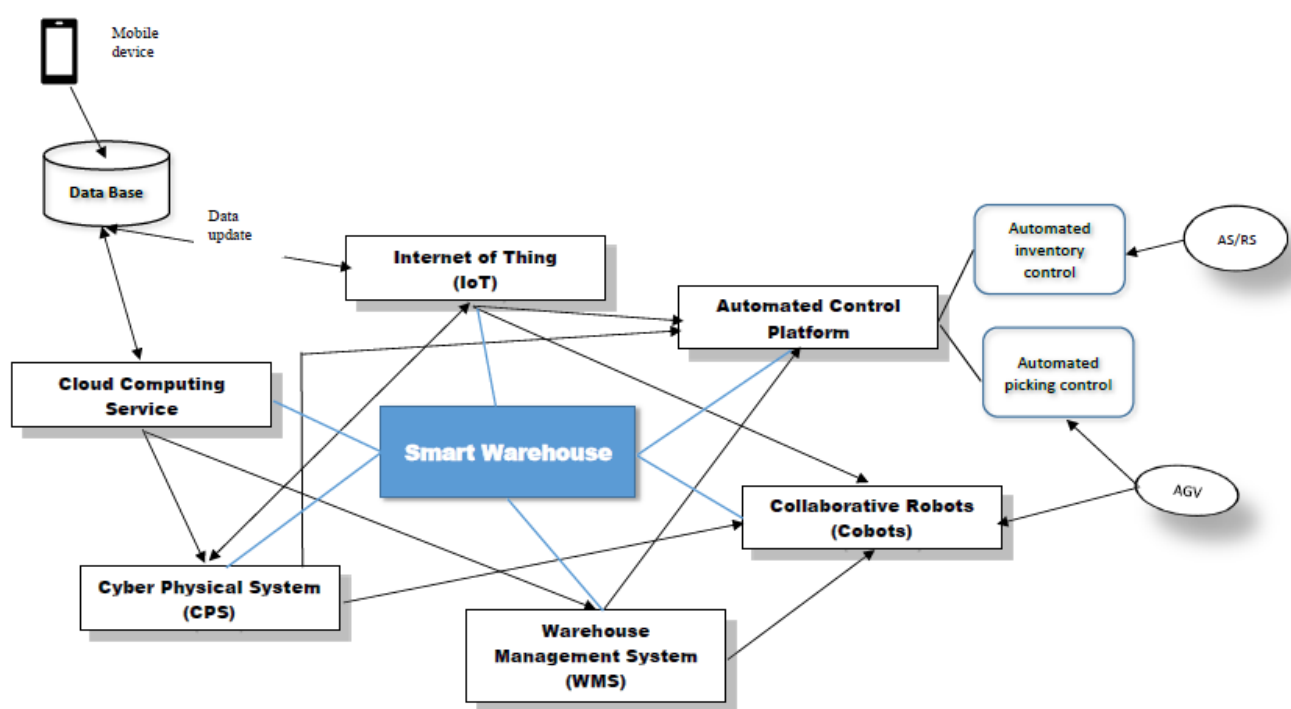 Mobile
device
Data Base
Data
update
Internet of Thing
(IoT)
Automated
inventory
control
AS/RS
Automated Control
Platform
Automated
picking control
Cloud Computing
Service
Smart Warehouse
AGV
Collaborative Robots
(Cobots)
Cyber Physical System
(CPS)
Warehouse
Management System
(WMS)